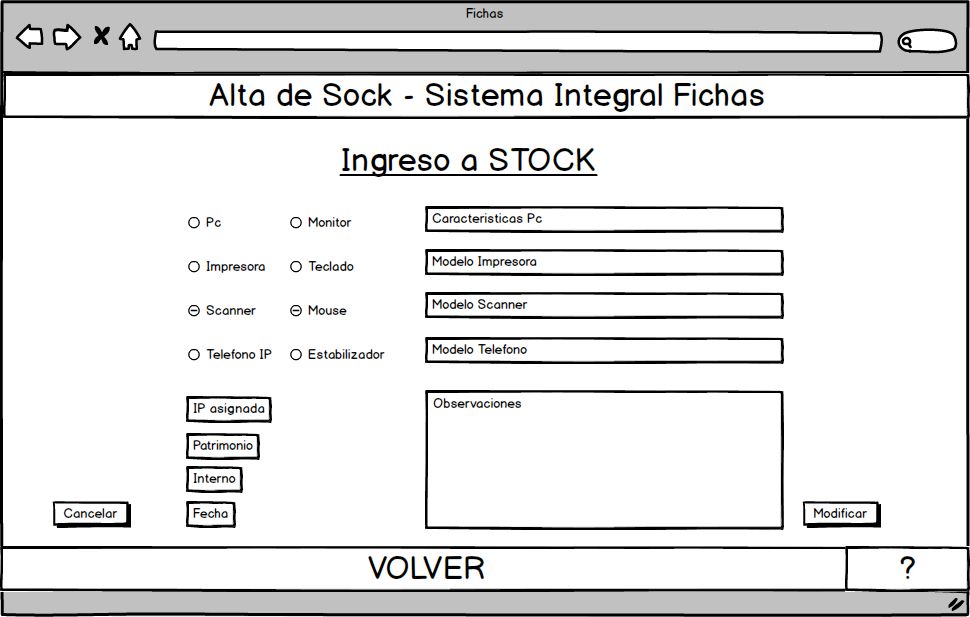 Fichas
Alta de Sock - Sistema Integral Fichas
Ingreso a STOCK
Pc
Monitor
Caracteristicas Pc
Impresora
Teclado
Modelo Impresora
Scanner
Mouse
Modelo Scanner
Telefono IP
Estabilizador
Modelo Telefono
IP asignada
Observaciones
Patrimonio
Interno
Cancelar
Fecha
Modificar
VOLVER
?